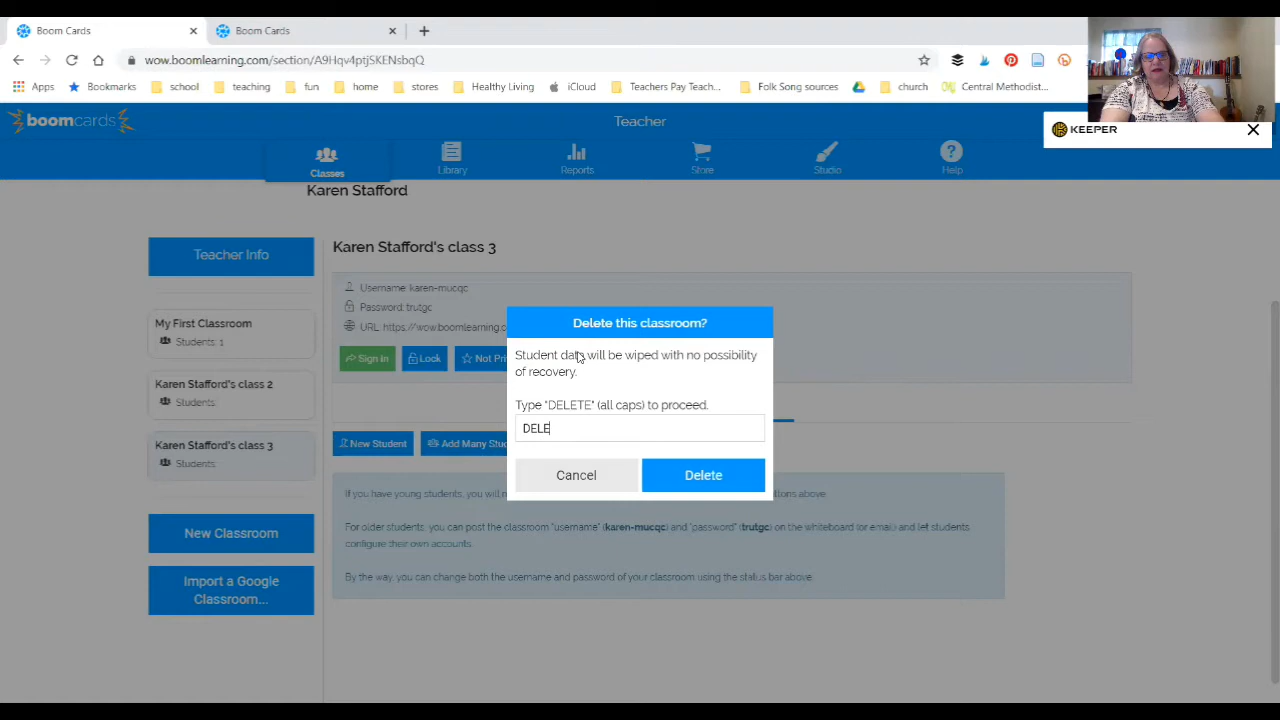 Boom Cards
Boom Cards
wow.boomlearning.com/section/A9Hqv4ptjSKENsbqQ
Apps
Bookmarks
school
teaching
fun
home
stores
Healthy Living
iCloud
Teachers Pay Teach...
Folk Song sources
church
Central Methodist...
KEEPER
boomcards
Teacher
Classes
Library
Reports
Store
Studio
Help
Karen Stafford
Teacher Info
My First Classroom
Students: 1
Karen Stafford's class 2
Students:
Karen Stafford's class 3
Students:
New Classroom
Import a Google
Classroom...
Karen Stafford's class 3
Username: karen-mucqc
Password: trutgc
URL: https://wow.boomlearning.c
Sign in
Lock
Not Pri
New Student
Add Many Stu
If you have young students, you will n
tions above.
For older students, you can post the classroom "username" (karen-mucqc) and "password" (trutgc) on the whiteboard (or email) and let students
configure their own accounts.
By the way, you can change both the username and password of your classroom using the status bar above.
Delete this classroom?
Student data will be wiped with no possibility
of recovery.
Type "DELETE" (all caps) to proceed.
DELE
Cancel
Delete